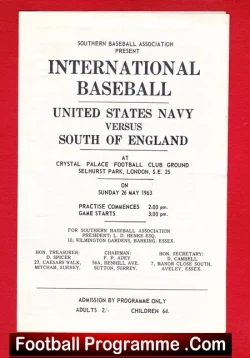 SOUTHERN BASEBALL ASSOCIATION
PRESENT
INTERNATIONAL
BASEBALL
UNITED STATES NAVY
VERSUS
SOUTH OF ENGLAND
AT
CRYSTAL PALACE FOOTBALL CLUB GROUND
SELHURST PARK, LONDON, S.E. 25
ON
SUNDAY 26 MAY 1963
PRACTISE COMMENCES 2:00 pm.
GAME STARTS 3:00 pm.
FOR SOUTHERN BASEBALL ASSOCIATION
PRESIDENT: L. D. HENKE ESQ.
10, WILMINGTON GARDENS, BARKING, ESSEX.
HON. TREASURER:
D. SPICER
27, CAESARS WALK,
MITCHAM, SURREY.
CHAIRMAN:
F. P. ADEY
56A, BENHILL AVE.
SUTTON, SURREY.
HON. SECRETARY:
D. CAMBELL
7, MANOR CLOSE SOUTH,
AVELEY, ESSEX.
ADMISSION BY PROGRAMME ONLY
ADULTS 2/- CHILDREN 6d.
Football Programme .Com